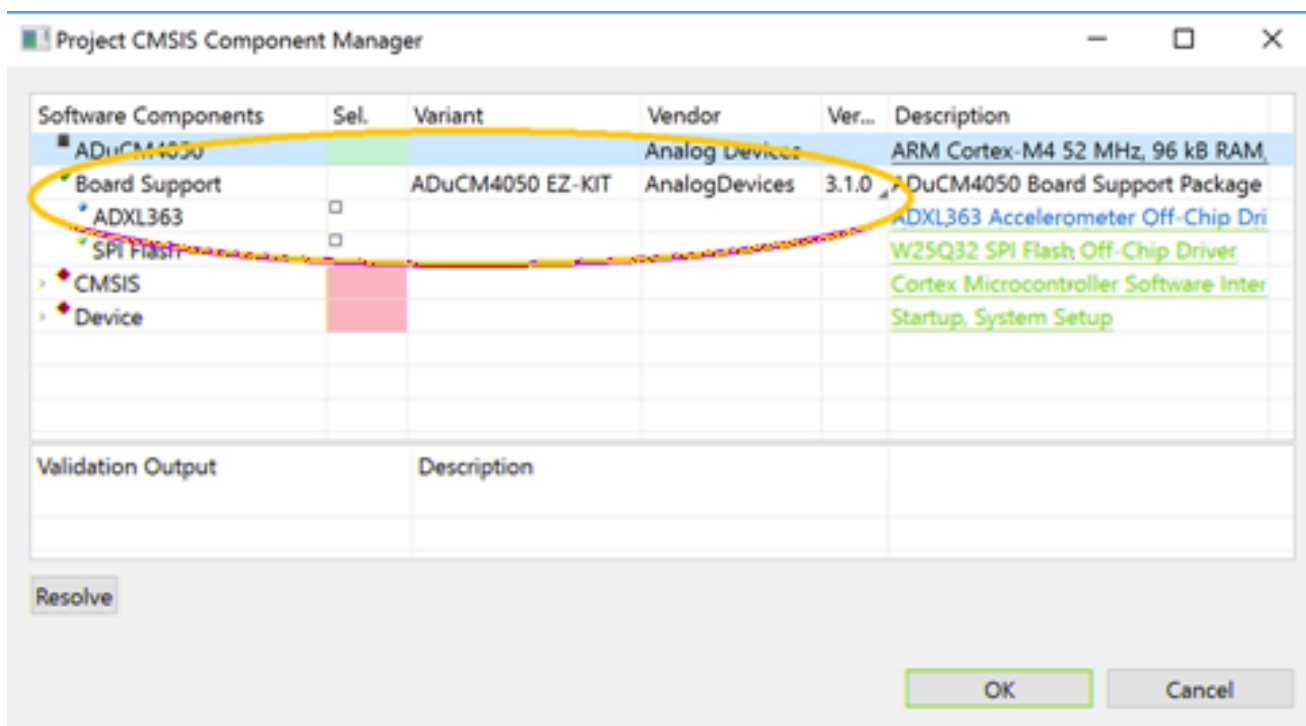 Project CMSIS Component Manager
Software Components Sel. Variant Vendor Ver... Description
ADuCM4050 Analog Devices ARM Cortex-M4 52 MHz, 96 kB RAM,
Board Support ADuCM4050 EZ-KIT AnalogDevices 3.1.0 ADuCM4050 Board Support Package
ADXL363 ADXL363 Accelerometer Off-Chip Dri
SPI Flash W25Q32 SPI Flash Off-Chip Driver
CMSIS Cortex Microcontroller Software Inter
Device Startup, System Setup
Validation Output Description
Resolve
OK Cancel